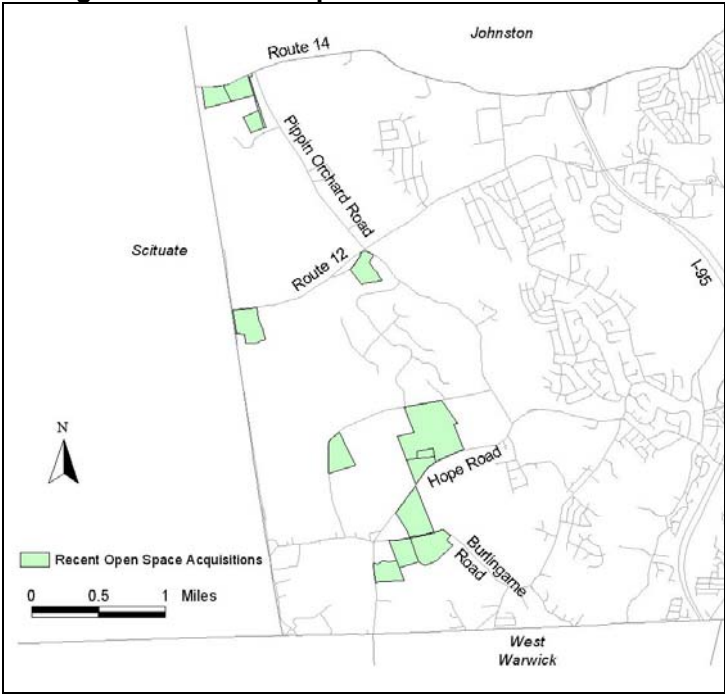 Johnston
Route 14
Pippin Orchard Road
Scituate
Route 12
I-95
N
Hope Road
Recent Open Space Acquisitions
Burlingame
Road
0 0.5 1 Miles
West
Warwick